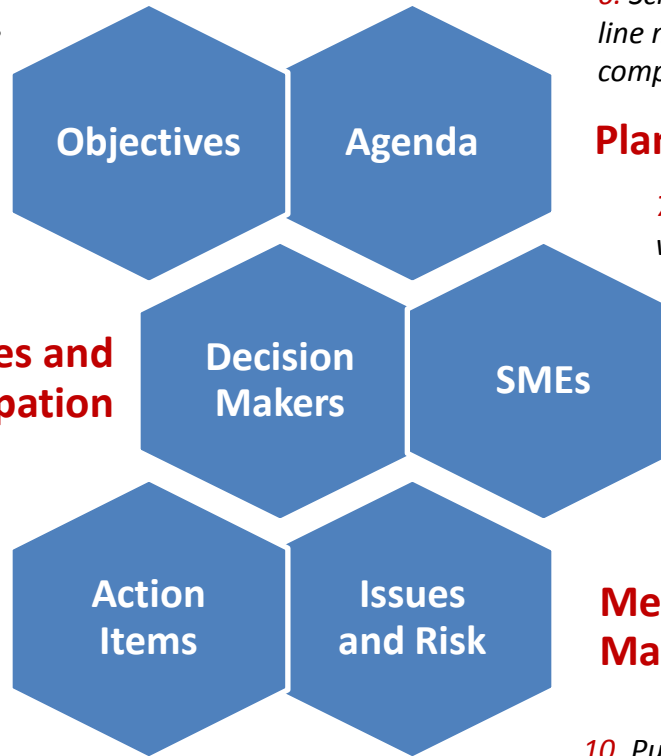 line
comp
Objectives
Agenda
Plan
Decision
Makers
SMEs
es and
pation
Action
Items
Issues
and Risk
Me
Ma
10. Pu